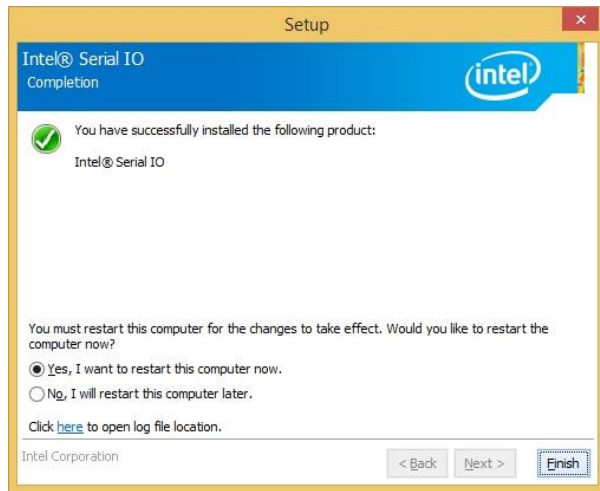 Setup
Intel® Serial IO
Completion
intel
You have successfully installed the following product:
Intel® Serial IO
You must restart this computer for the changes to take effect. Would you like to restart the
computer now?
Yes, I want to restart this computer now.
No, I will restart this computer later.
Click here to open log file location.
Intel Corporation
< Back Next > Finish